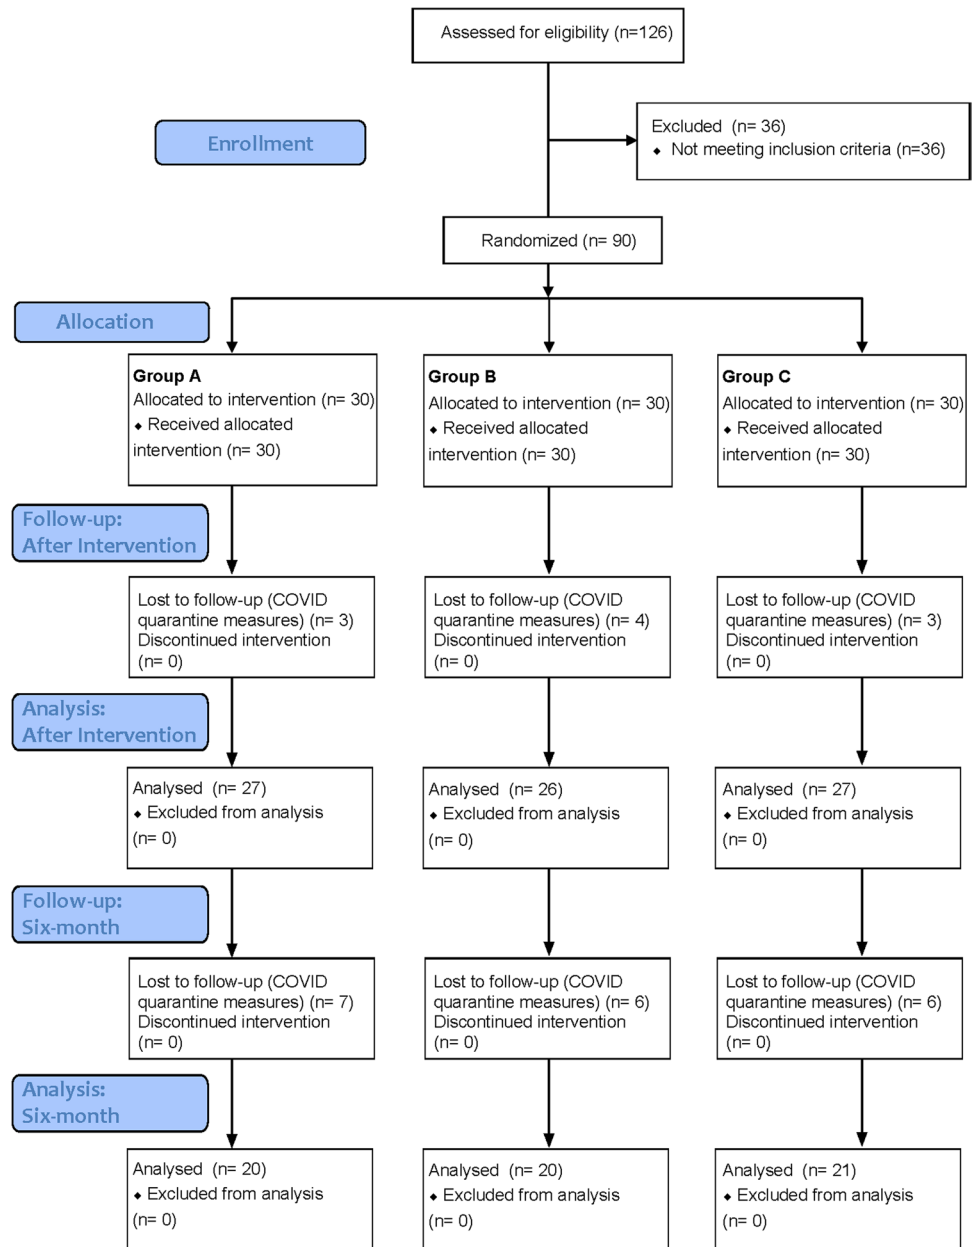 Assessed for eligibility (n=126)
Enrollment
Excluded (n= 36)
⬥ Not meeting inclusion criteria (n=36)
Randomized (n= 90)
Allocation
Group A
Allocated to intervention (n= 30)
⬥ Received allocated
intervention (n= 30)
Group B
Allocated to intervention (n= 30)
⬥ Received allocated
intervention (n= 30)
Group C
Allocated to intervention (n= 30)
⬥ Received allocated
intervention (n= 30)
Follow-up:
After Intervention
Lost to follow-up (COVID
quarantine measures) (n= 3)
Discontinued intervention
(n= 0)
Lost to follow-up (COVID
quarantine measures) (n= 4)
Discontinued intervention
(n= 0)
Lost to follow-up (COVID
quarantine measures) (n= 3)
Discontinued intervention
(n= 0)
Analysis:
After Intervention
Analysed (n= 27)
⬥ Excluded from analysis
(n= 0)
Analysed (n= 26)
⬥ Excluded from analysis
(n= 0)
Analysed (n= 27)
⬥ Excluded from analysis
(n= 0)
Follow-up:
Six-month
Lost to follow-up (COVID
quarantine measures) (n= 7)
Discontinued intervention
(n= 0)
Lost to follow-up (COVID
quarantine measures) (n= 6)
Discontinued intervention
(n= 0)
Lost to follow-up (COVID
quarantine measures) (n= 6)
Discontinued intervention
(n= 0)
Analysis:
Six-month
Analysed (n= 20)
⬥ Excluded from analysis
(n= 0)
Analysed (n= 20)
⬥ Excluded from analysis
(n= 0)
Analysed (n= 21)
⬥ Excluded from analysis
(n= 0)